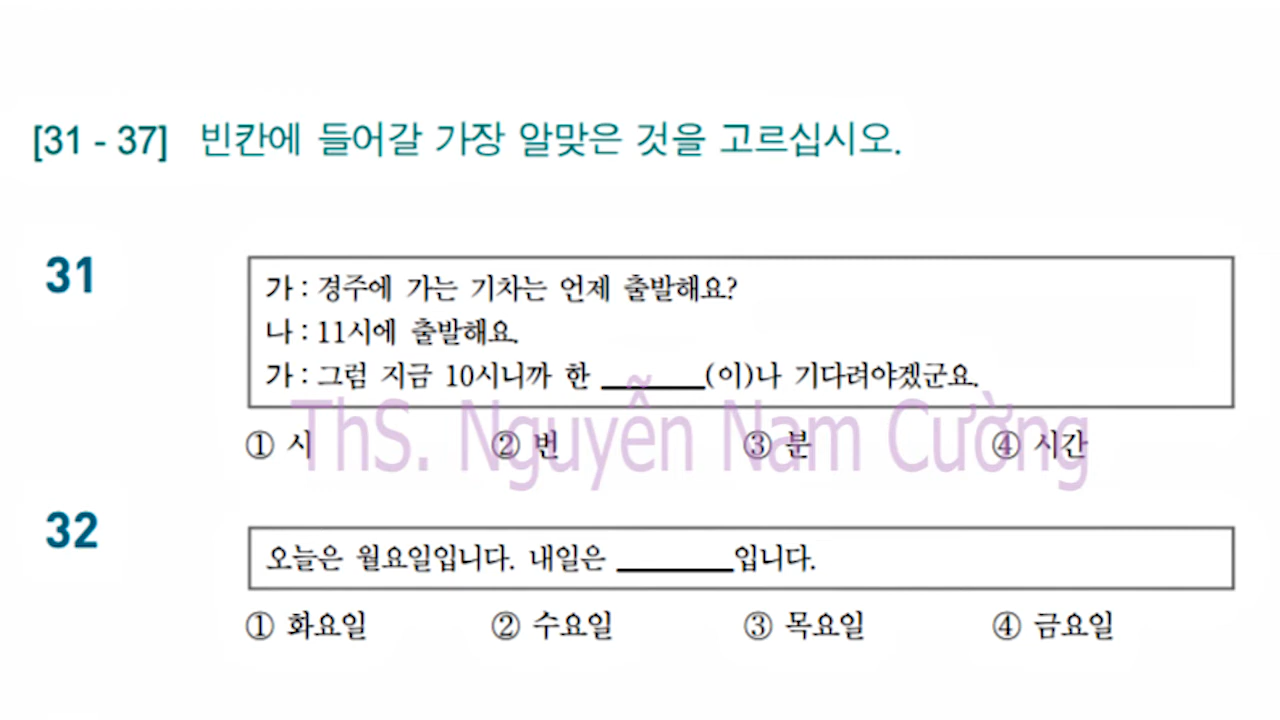 [31 - 37] 빈칸에 들어갈 가장 알맞은 것을 고르십시오.
31
가 : 경주에 가는 기차는 언제 출발해요?
나 : 11시에 출발해요.
가 : 그럼 지금 10시니까 한 ________(이)나 기다려야겠군요.
① 시 ② 번 ③ 분 ④ 시간
ThS. Nguyễn Nam Cường
32
오늘은 월요일입니다. 내일은 ________입니다.
① 화요일 ② 수요일 ③ 목요일 ④ 금요일